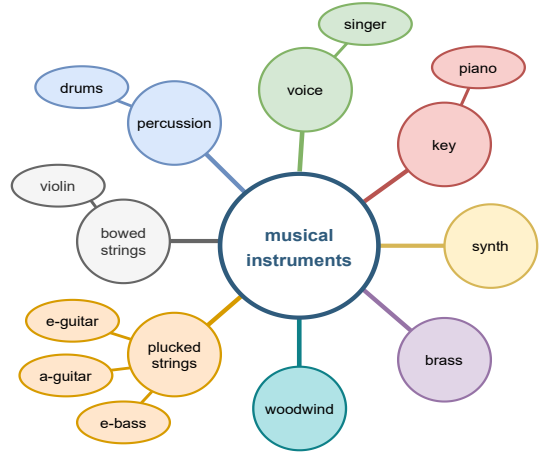 singer
voice
piano
key
drums
percussion
violin
bowed
strings
musical
instruments
synth
e-guitar
a-guitar
e-bass
plucked
strings
brass
woodwind